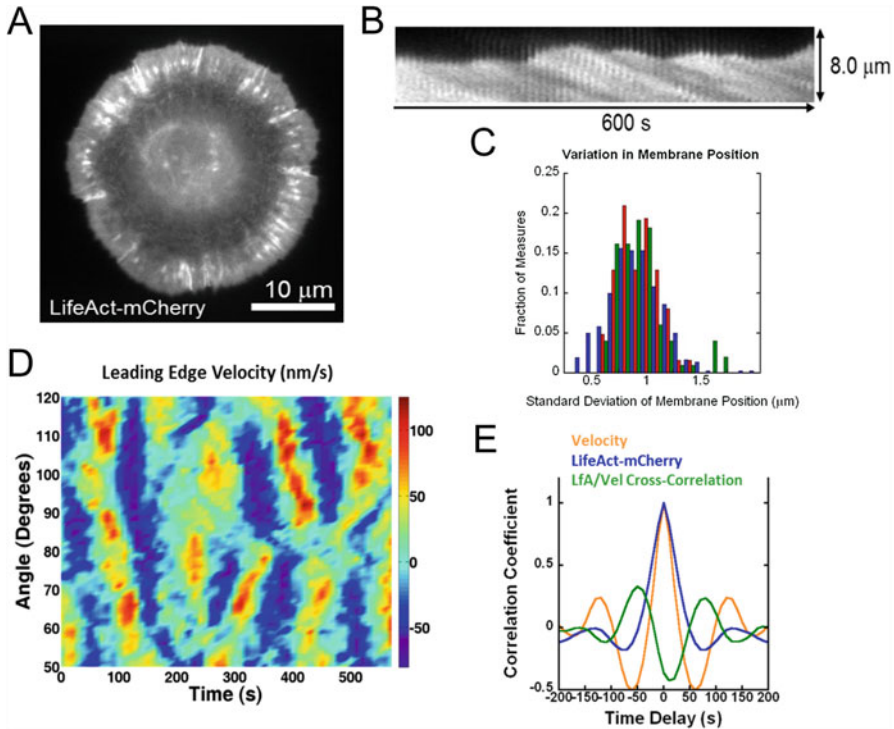 A
LifeAct-mCherry
10 μm
B
8.0 μm
600 s
C
Variation in Membrane Position
Fraction of Measures
0.25
0.2
0.15
0.1
0.05
0
0.5
1
1.5
Standard Deviation of Membrane Position (μm)
D
Leading Edge Velocity (nm/s)
Angle (Degrees)
120
110
100
90
80
70
60
50
0
100
200
300
400
500
Time (s)
100
50
0
-50
E
Velocity
LifeAct-mCherry
LfA/Vel Cross-Correlation
Correlation Coefficient
1
0.5
0
-0.5
-200
-150
-100
-50
0
50
100
150
200
Time Delay (s)